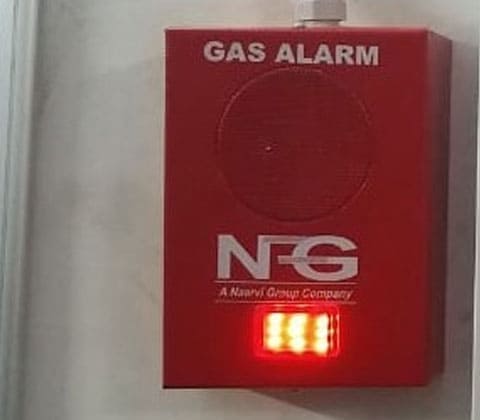 GAS ALARM
NFG
A Naarvi Group Company